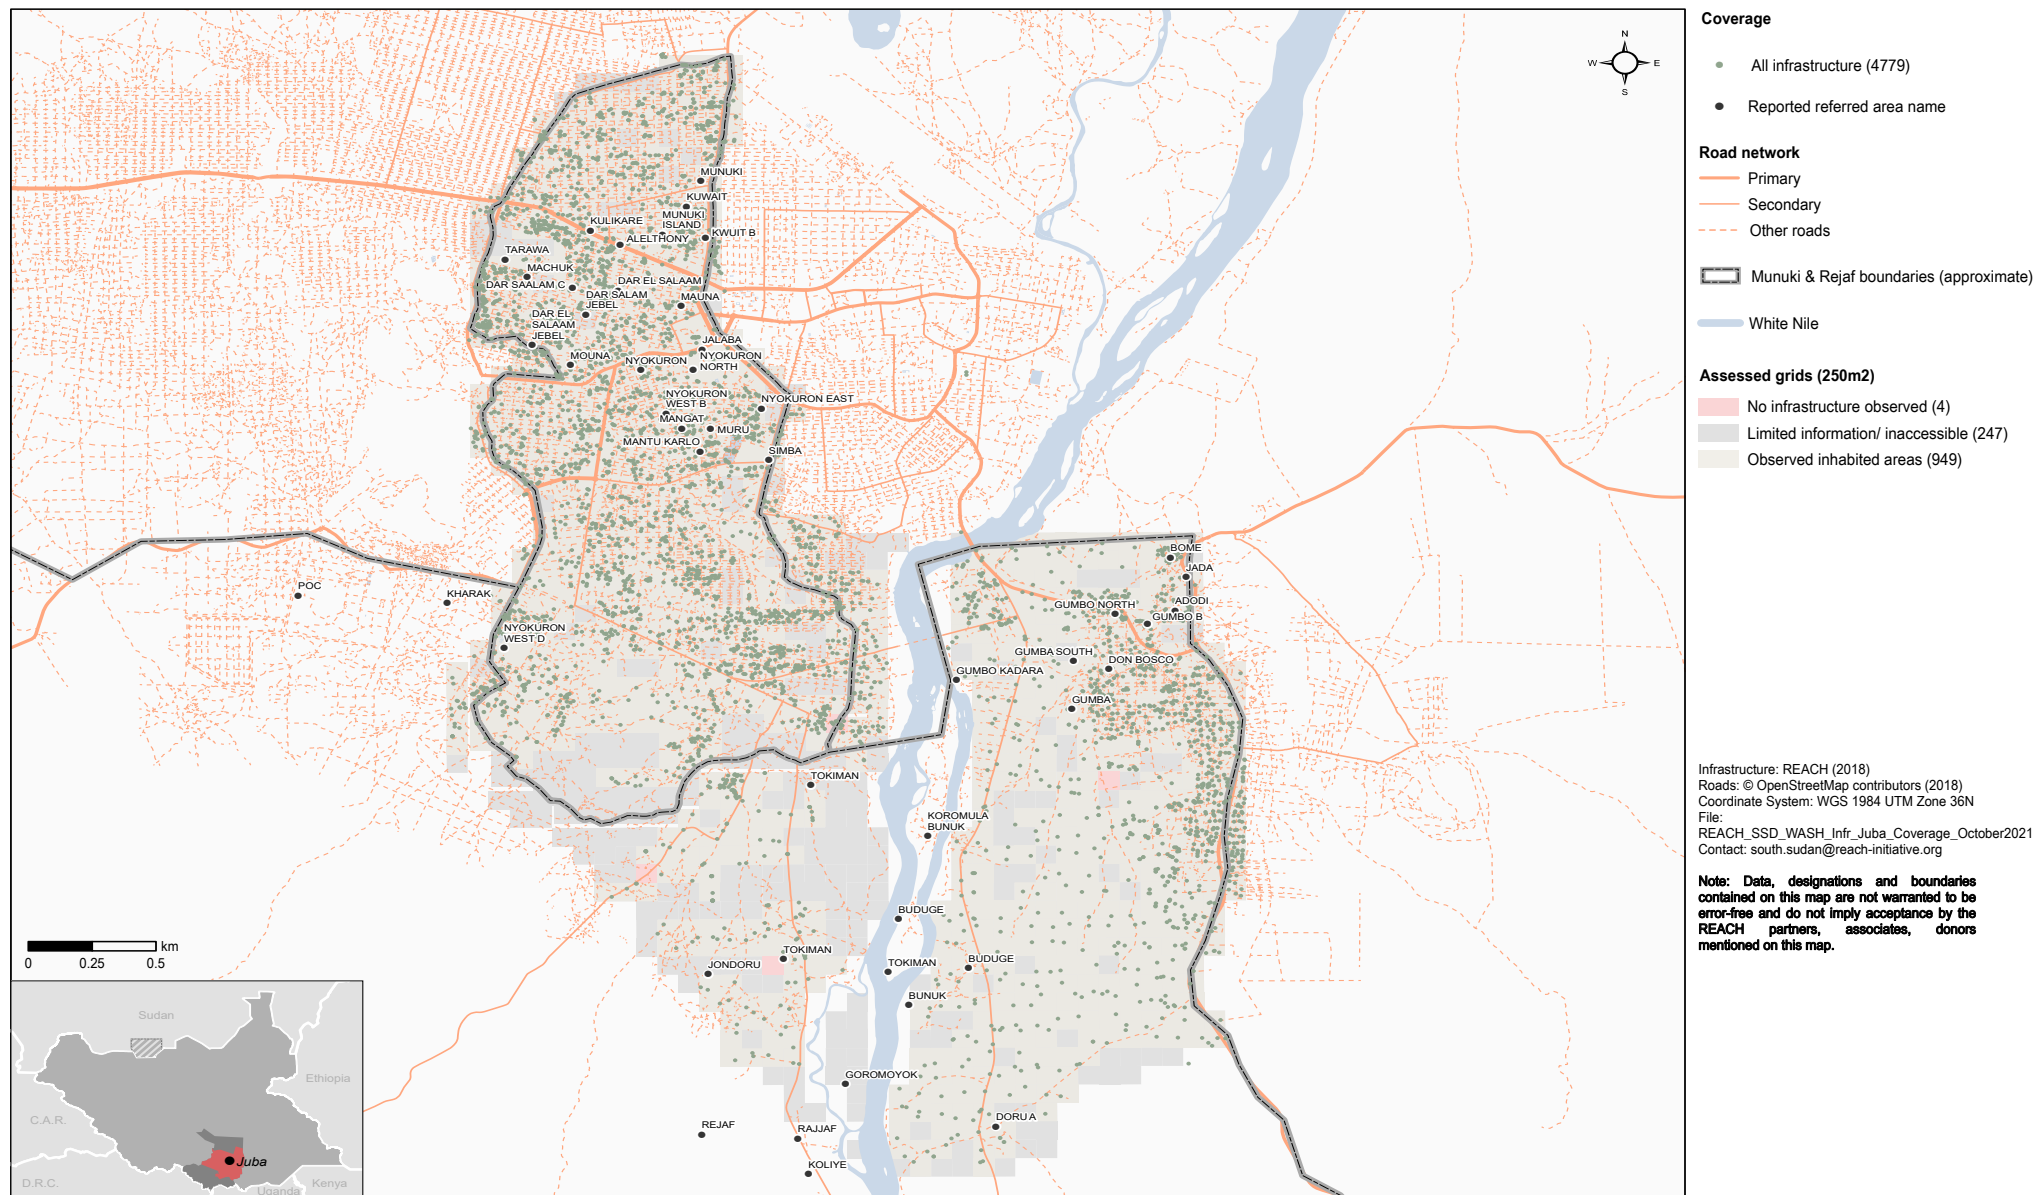 N
W
E
S
MUNUKI
KUWAIT
MUNUKI
ISLAND
KULIKARE
KWUIT B
ALELTHONY
TARAWA
MACHUK
DAR SAALAM C
DAR EL SALAAM
DAR SALAM
JEBEL
MAUNA
DAR EL
SALAAM
JEBEL
JALABA
MOUNA
NYOKURON
NYOKURON
NORTH
NYOKURON
WEST B
NYOKURON EAST
MANGAT
MURU
MANTU KARLO
SIMBA
POC
KHARAK
NYOKURON
WEST D
BOME
JADA
GUMBO NORTH
ADODI
GUMBO B
GUMBA SOUTH
DON BOSCO
GUMBO KADARA
GUMBA
TOKIMAN
KOROMULA
BUNUK
BUDUGE
TOKIMAN
JONDORU
TOKIMAN
BUDUGE
BUNUK
GOROMOYOK
REJAF
RAJJAF
DORU A
KOLIYE
km
0 0.25 0.5
Sudan
Ethiopia
C.A.R.
Juba
D.R.C.
Uganda
Kenya
Coverage
All infrastructure (4779)
Reported referred area name
Road network
Primary
Secondary
Other roads
Munuki & Rejaf boundaries (approximate)
White Nile
Assessed grids (250m2)
No infrastructure observed (4)
Limited information/ inaccessible (247)
Observed inhabited areas (949)
Infrastructure: REACH (2018)
Roads: © OpenStreetMap contributors (2018)
Coordinate System: WGS 1984 UTM Zone 36N
File:
REACH_SSD_WASH_Infr_Juba_Coverage_October2021
Contact: south.sudan@reach-initiative.org
Note: Data, designations and boundaries
contained on this map are not warranted to be
error-free and do not imply acceptance by the
REACH partners, associates, donors
mentioned on this map.